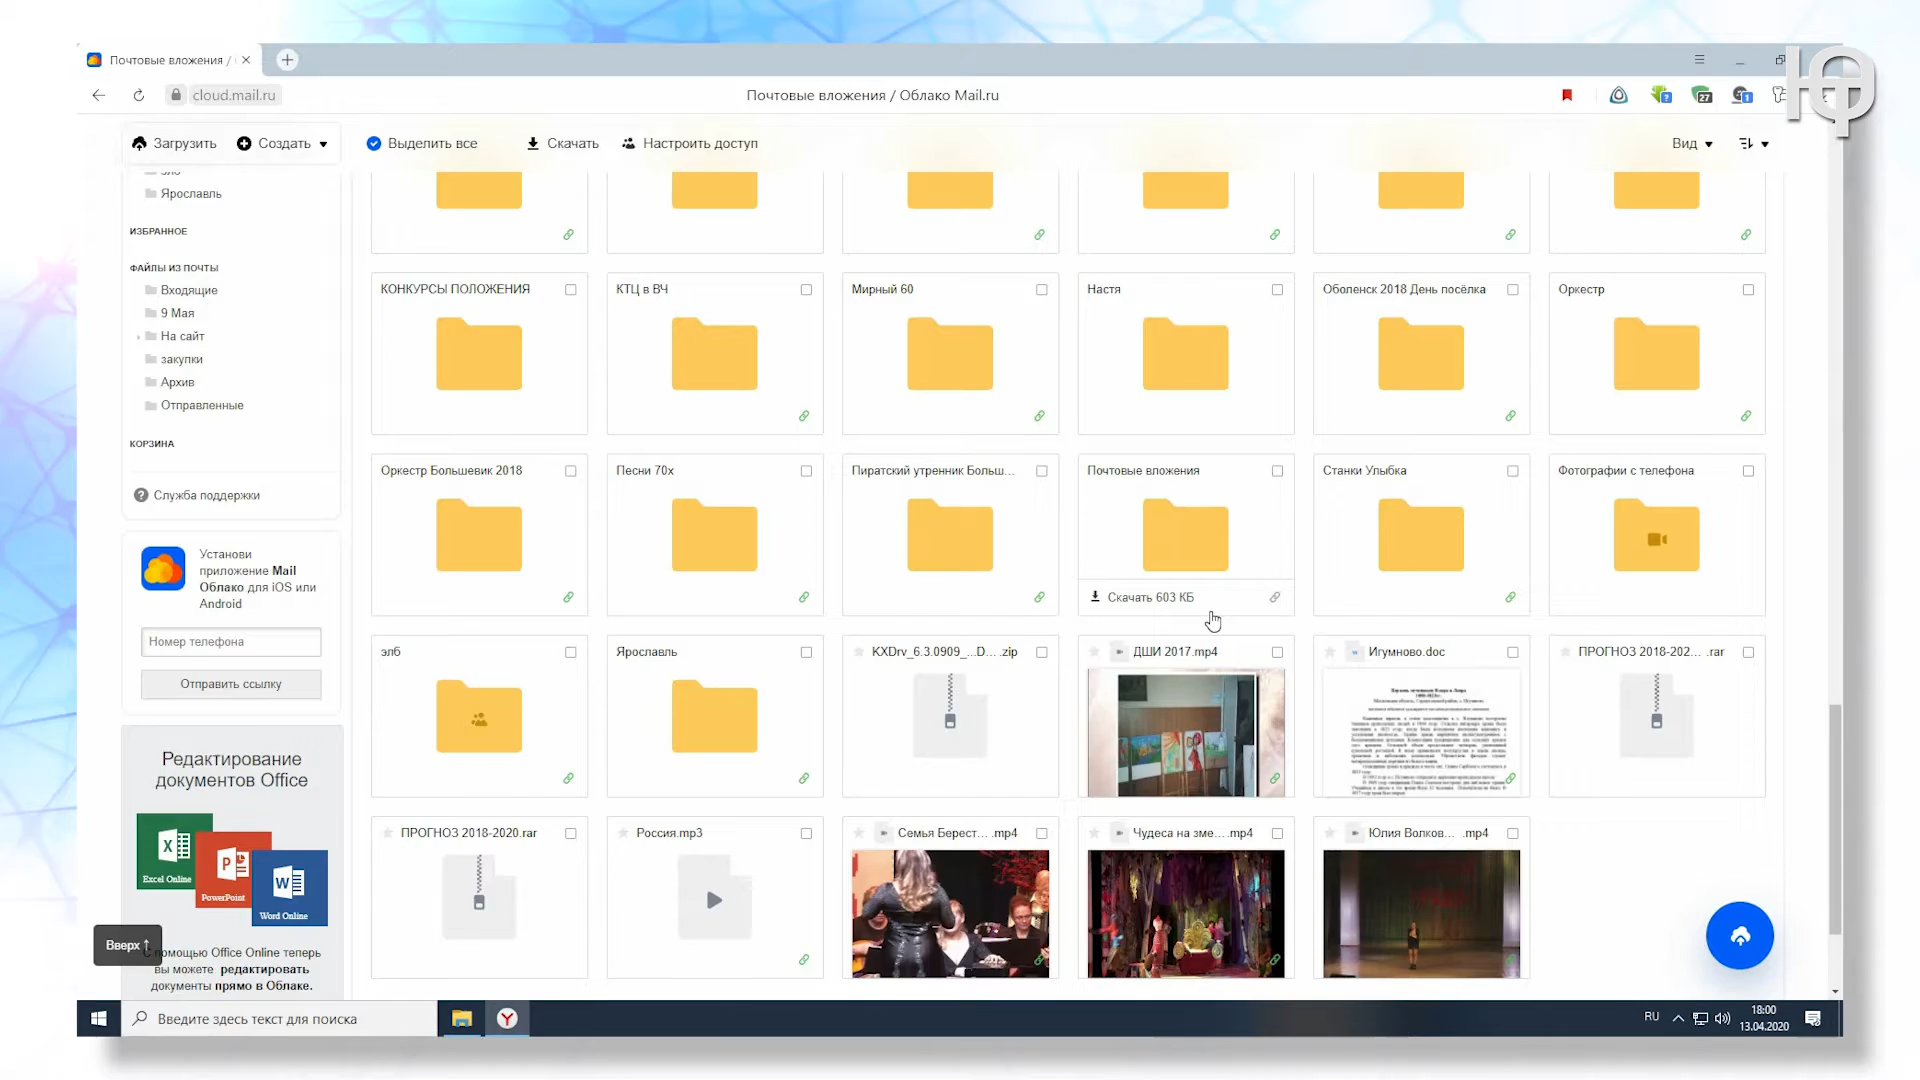 Почтовые вложения /
cloud.mail.ru
Почтовые вложения / Облако Mail.ru
27
?
1
ЮФ
Загрузить
Создать
Выделить все
Скачать
Настроить доступ
Вид
Ярославль
ИЗБРАННОЕ
ФАЙЛЫ ИЗ ПОЧТЫ
Входящие
9 Мая
На сайт
закупки
Архив
Отправленные
КОРЗИНА
Служба поддержки
Установи
приложение Mail
Облако для iOS или
Android
Номер телефона
Отправить ссылку
Редактирование
документов Office
Excel Online
PowerPoint
Word Online
Вверх ↑
помощью Office Online теперь
вы можете редактировать
документы прямо в Облаке.
КОНКУРСЫ ПОЛОЖЕНИЯ
КТЦ в ВЧ
Мирный 60
Настя
Оболенск 2018 День посёлка
Оркестр
Оркестр Большевик 2018
Песни 70х
Пиратский утренник Больш...
Почтовые вложения
Станки Улыбка
Фотографии с телефона
Скачать 603 КБ
элб
Ярославль
KXDrv_6.3.0909_...D... .zip
ДШИ 2017.mp4
Игумново.doc
ПРОГНОЗ 2018-202... .rar
ПРОГНОЗ 2018-2020.rar
Россия.mp3
Семья Берест... .mp4
Чудеса на зме... .mp4
Юлия Волков... .mp4
Введите здесь текст для поиска
RU
18:00
13.04.2020